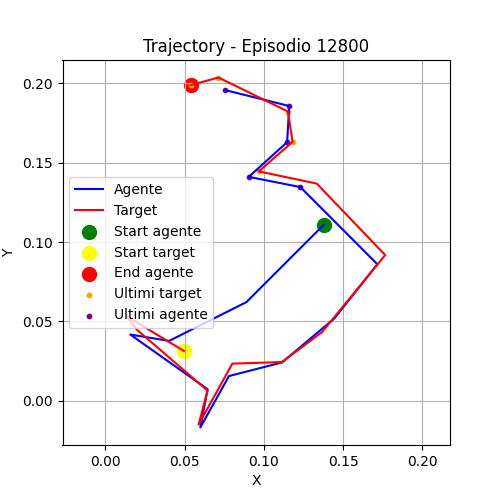 Trajectory - Episodio 12800
0.20
0.15
0.10
0.05
0.00
Y
Agente
Target
Start agente
Start target
End agente
Ultimi target
Ultimi agente
0.00 0.05 0.10 0.15 0.20
X